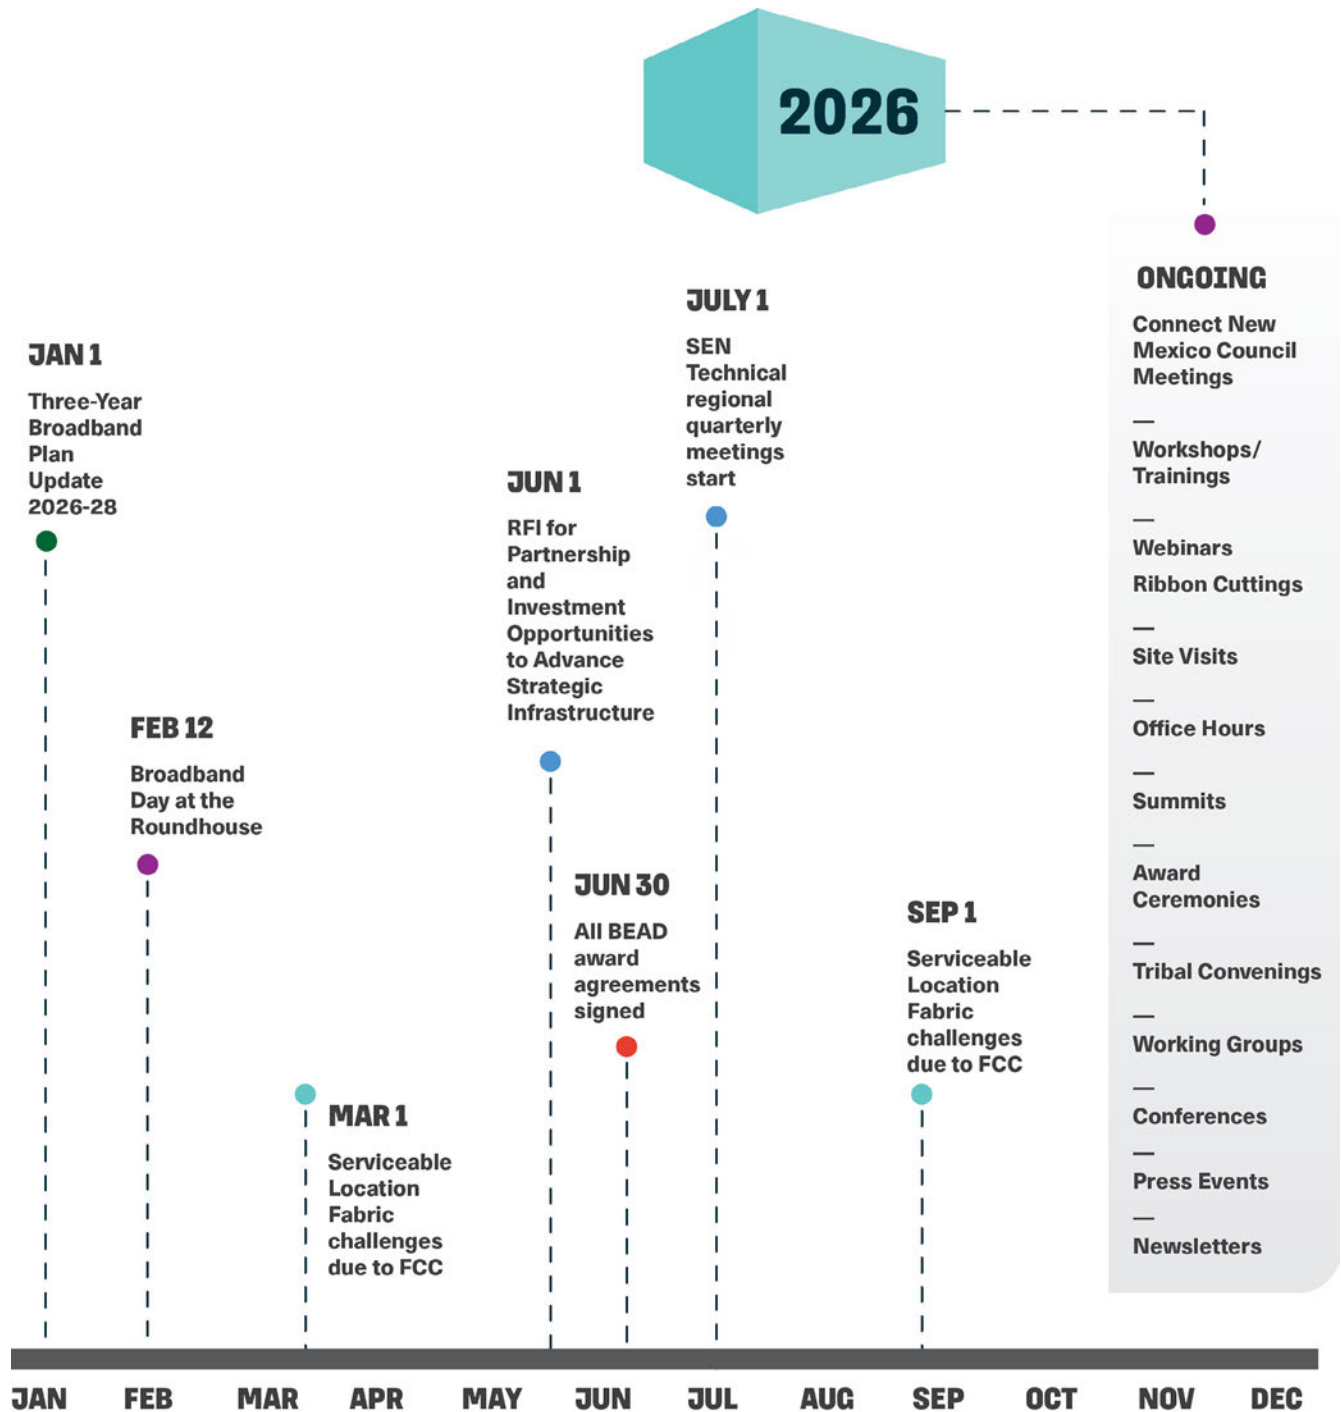 2026
JAN 1
Three-Year
Broadband
Plan
Update
2026-28
FEB 12
Broadband
Day at the
Roundhouse
MAR 1
Serviceable
Location
Fabric
challenges
due to FCC
JUN 1
RFI for
Partnership
and
Investment
Opportunities
to Advance
Strategic
Infrastructure
JUN 30
All BEAD
award
agreements
signed
JULY 1
SEN
Technical
regional
quarterly
meetings
start
SEP 1
Serviceable
Location
Fabric
challenges
due to FCC
ONGOING
Connect New
Mexico Council
Meetings
—
Workshops/
Trainings
—
Webinars
Ribbon Cuttings
—
Site Visits
—
Office Hours
—
Summits
—
Award
Ceremonies
—
Tribal Convenings
—
Working Groups
—
Conferences
—
Press Events
—
Newsletters
JAN FEB MAR APR MAY JUN JUL AUG SEP OCT NOV DEC